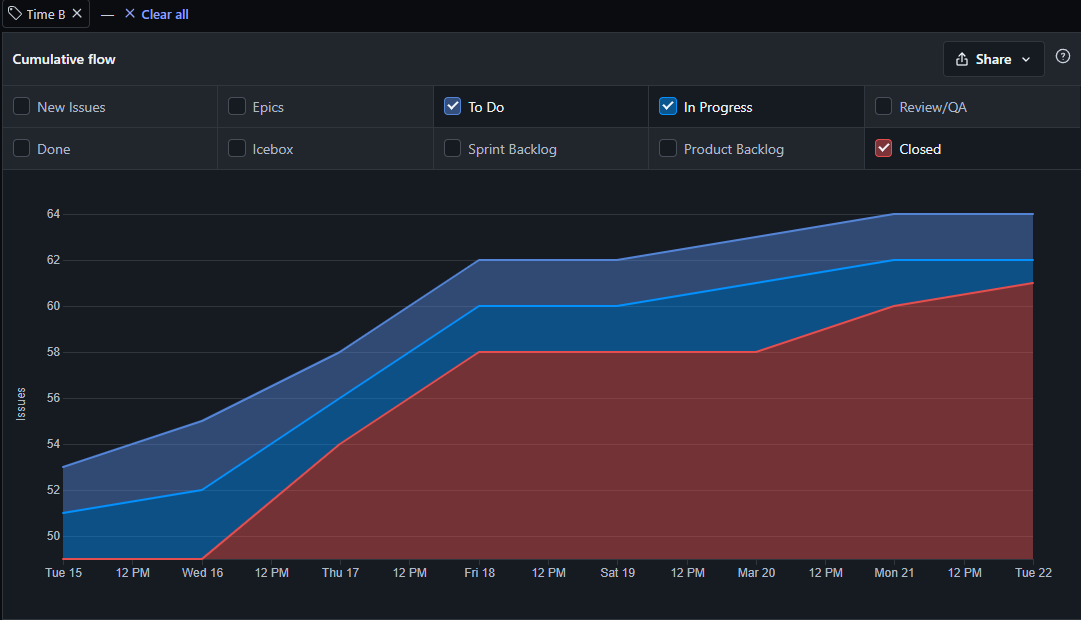 Time B — Clear all
Cumulative flow Share
New Issues Epics To Do In Progress Review/QA
Done Icebox Sprint Backlog Product Backlog Closed
64
62
60
58
56
54
52
50
Issues
Tue 15 12 PM Wed 16 12 PM Thu 17 12 PM Fri 18 12 PM Sat 19 12 PM Mar 20 12 PM Mon 21 12 PM Tue 22